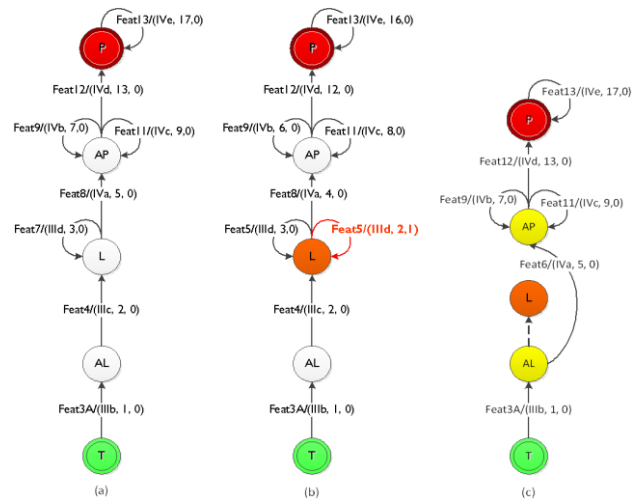 Feat13/(IVe, 17,0)
P
Feat12/(IVd, 13, 0)
Feat9/(IVb, 7,0)
Feat11/(IVc, 9,0)
AP
Feat8/(IVa, 5, 0)
Feat7/(IIId, 3,0)
L
Feat4/(IIIc, 2, 0)
AL
Feat3A/(IIIb, 1, 0)
T
(a)
Feat13/(IVe, 16,0)
P
Feat12/(IVd, 12, 0)
Feat9/(IVb, 6, 0)
Feat11/(IVc, 8,0)
AP
Feat8/(IVa, 4, 0)
Feat5/(IIId, 3,0)
Feat5/(IIId, 2,1)
L
Feat4/(IIIc, 2, 0)
AL
Feat3A/(IIIb, 1, 0)
T
(b)
Feat13/(IVe, 17,0)
P
Feat12/(IVd, 13, 0)
Feat9/(IVb, 7,0)
Feat11/(IVc, 9,0)
AP
Feat6/(IVa, 5, 0)
L
AL
Feat3A/(IIIb, 1, 0)
T
(c)